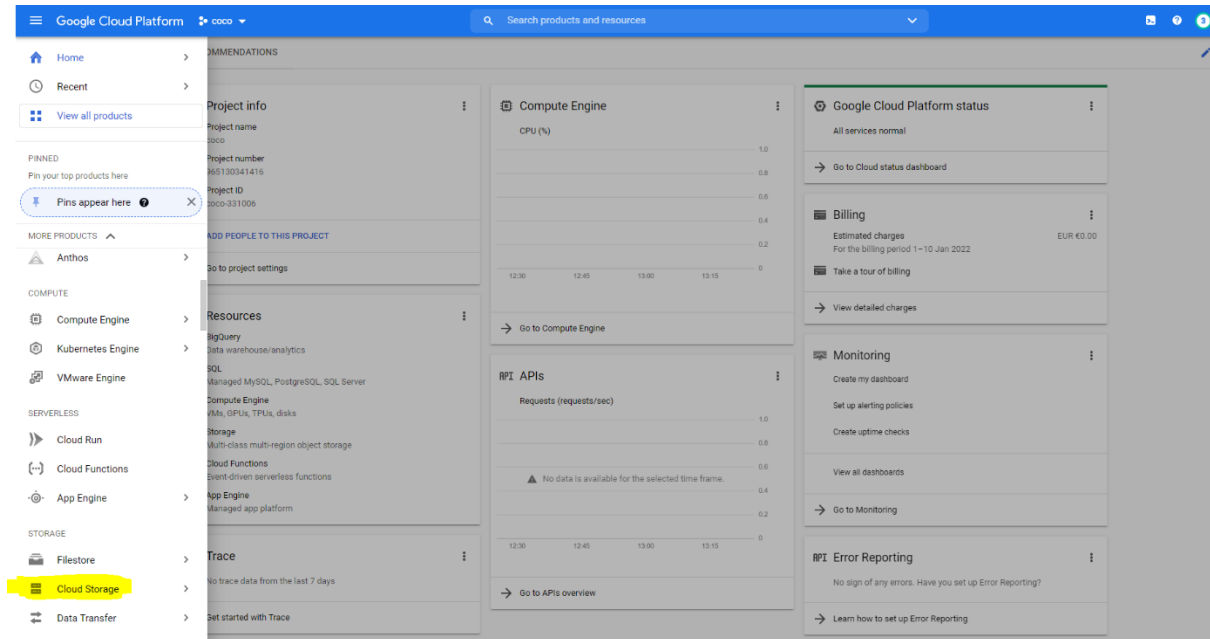 Google Cloud Platform
coco
Search products and resources
3
Home
Recent
View all products
PINNED
Pin your top products here
Pins appear here
MORE PRODUCTS
Anthos
COMPUTE
Compute Engine
Kubernetes Engine
VMware Engine
SERVERLESS
Cloud Run
Cloud Functions
App Engine
STORAGE
Filestore
Cloud Storage
Data Transfer
OMMENDATIONS
Project info
Project name
coco
Project number
965130341416
Project ID
coco-331006
ADD PEOPLE TO THIS PROJECT
Go to project settings
Resources
BigQuery
Data warehouse/analytics
SQL
Managed MySQL, PostgreSQL, SQL Server
Compute Engine
VMs, GPUs, TPUs, disks
Storage
Multi-class multi-region object storage
Cloud Functions
Event-driven serverless functions
App Engine
Managed app platform
Trace
No trace data from the last 7 days
Get started with Trace
Compute Engine
CPU (%)
1.0
0.8
0.6
0.4
0.2
0
12:30 12:45 13:00 13:15
Go to Compute Engine
API APIs
Requests (requests/sec)
1.0
0.8
0.6
No data is available for the selected time frame.
0.4
0.2
0
12:30 12:45 13:00 13:15
Go to APIs overview
Google Cloud Platform status
All services normal
Go to Cloud status dashboard
Billing
Estimated charges EUR €0.00
For the billing period 1–10 Jan 2022
Take a tour of billing
View detailed charges
Monitoring
Create my dashboard
Set up alerting policies
Create uptime checks
View all dashboards
Go to Monitoring
API Error Reporting
No sign of any errors. Have you set up Error Reporting?
Learn how to set up Error Reporting